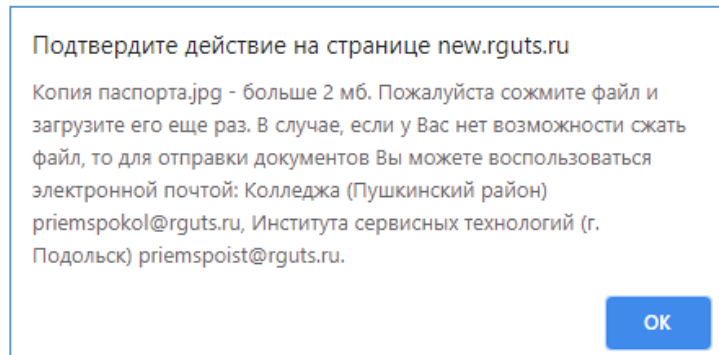 Подтвердите действие на странице new.rguts.ru
Копия паспорта.jpg - больше 2 мб. Пожалуйста сожмите файл и
загрузите его еще раз. В случае, если у Вас нет возможности сжать
файл, то для отправки документов Вы можете воспользоваться
электронной почтой: Колледжа (Пушкинский район)
priemspokol@rguts.ru, Института сервисных технологий (г.
Подольск) priemspoist@rguts.ru.
ОК